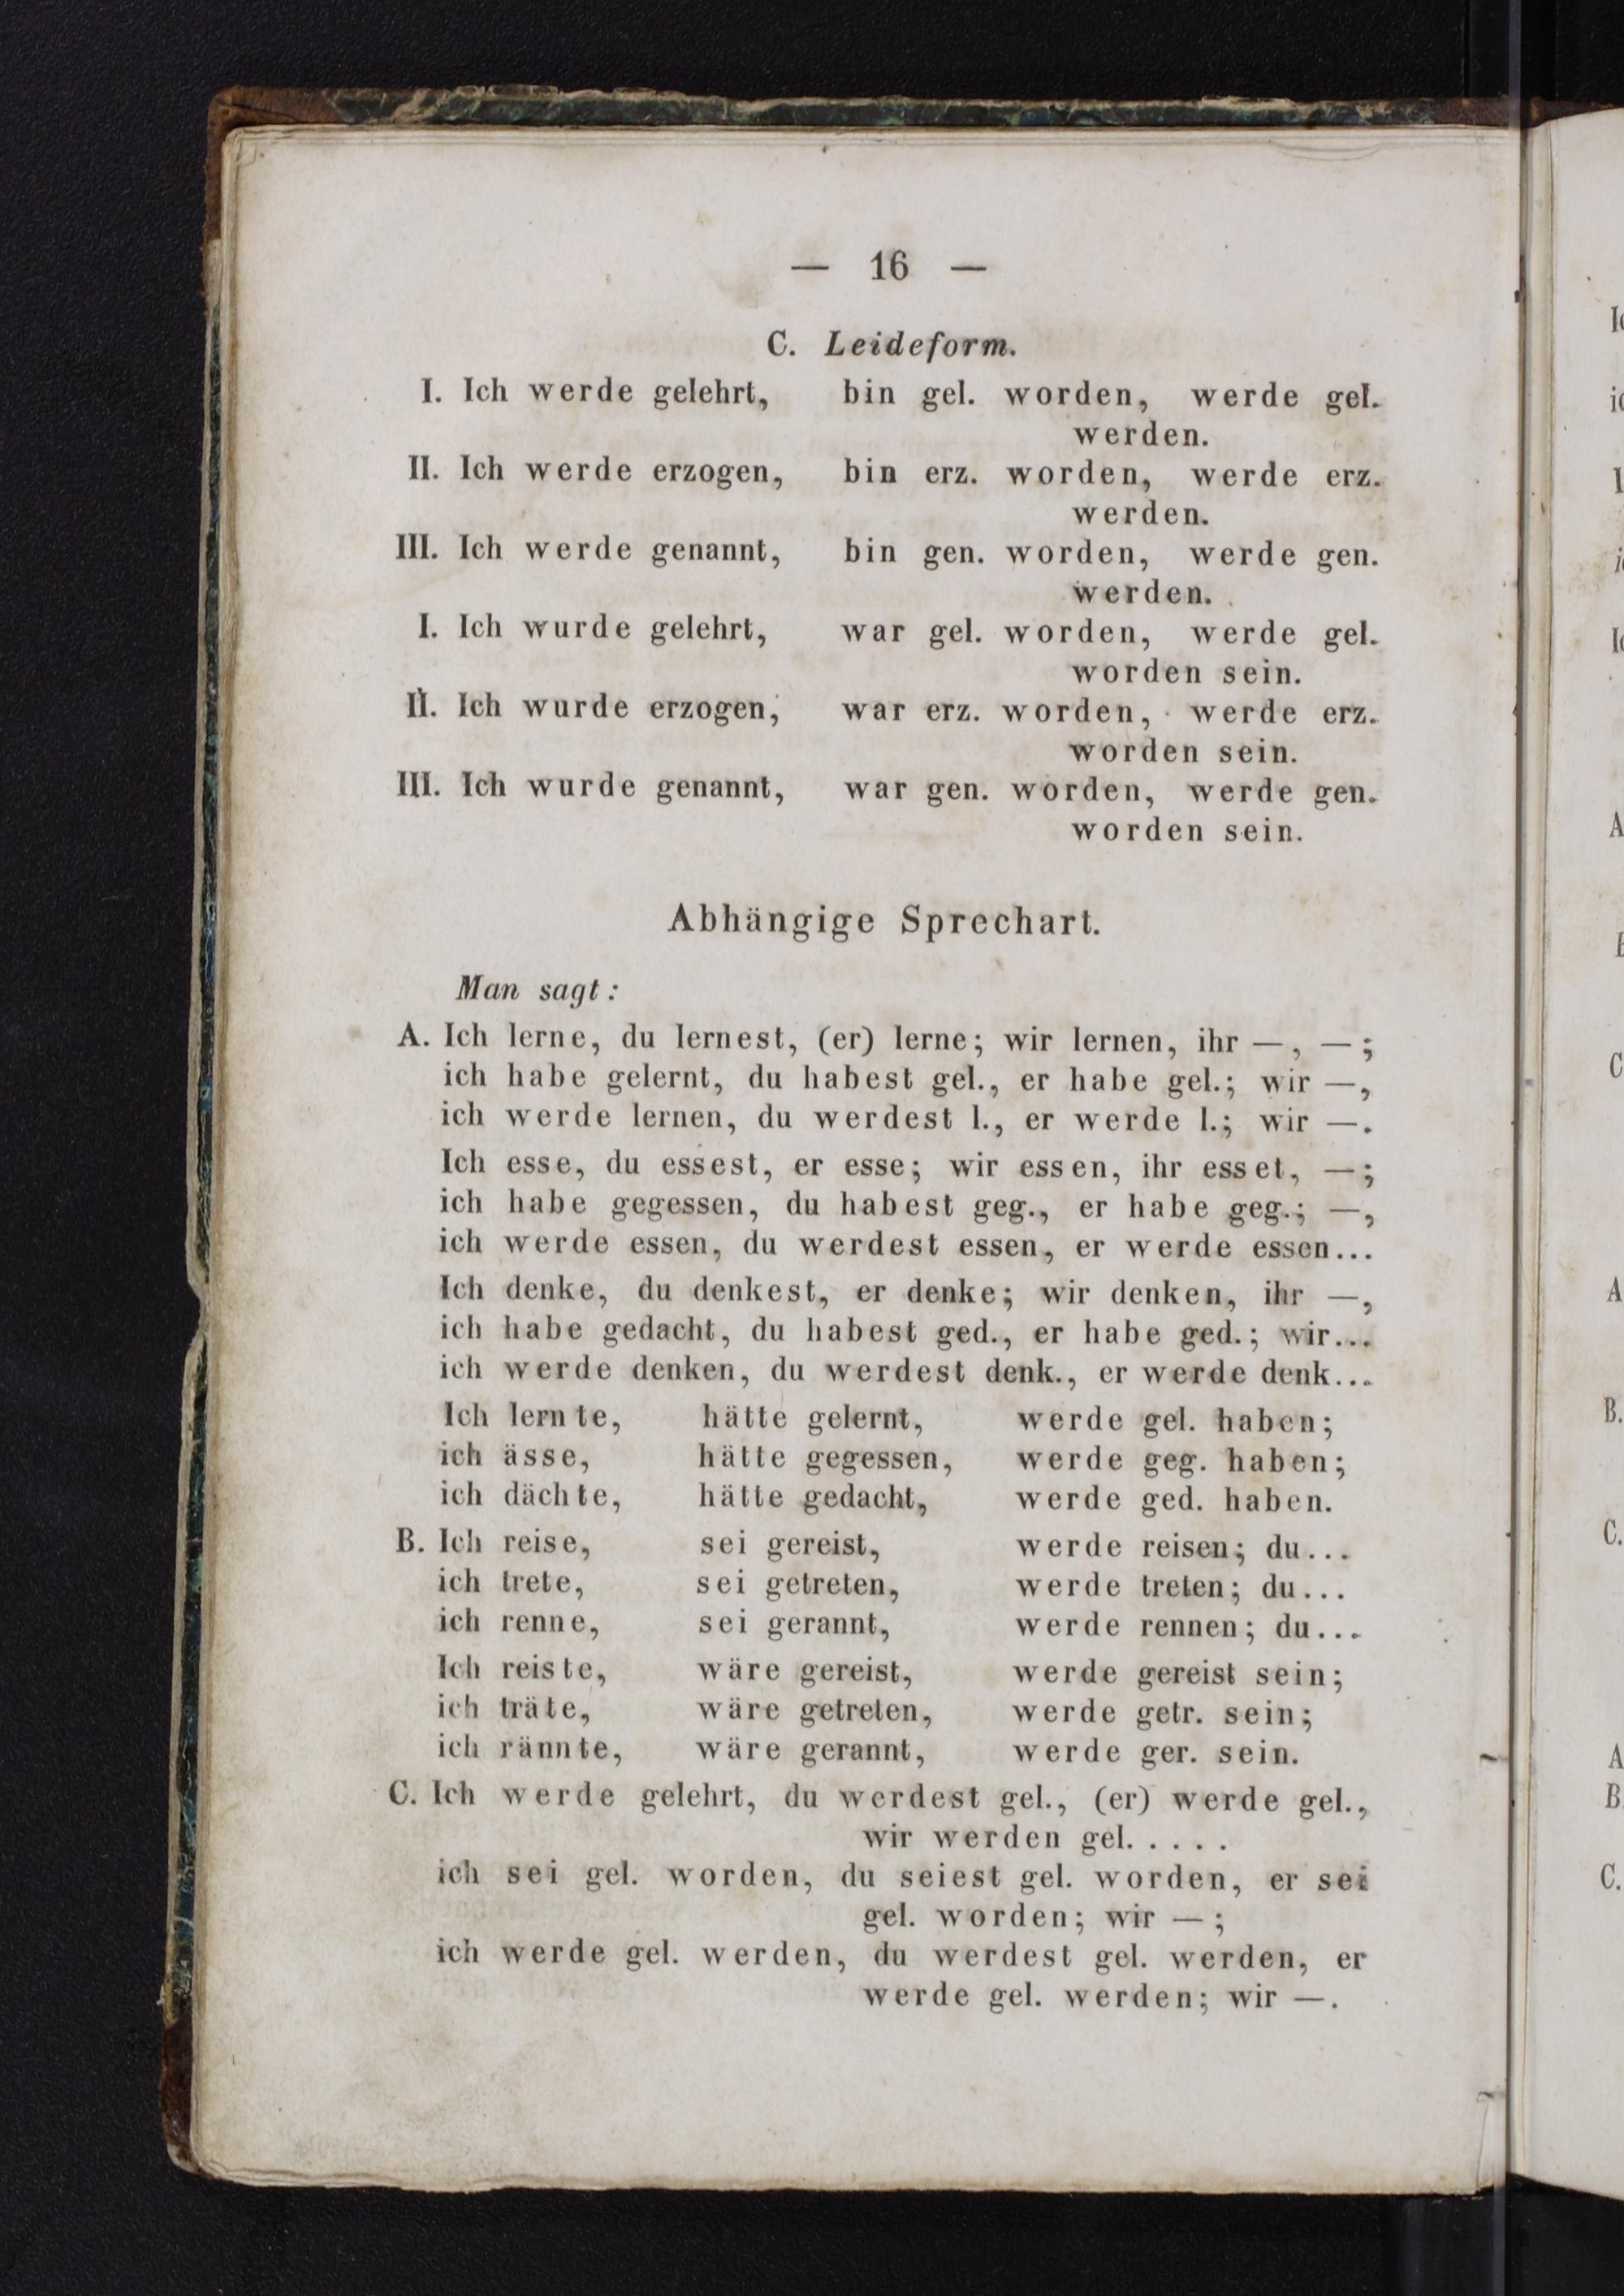 — 16 —
C. Leideform.
I. Ich werde gelehrt, bin gel. worden, werde gel.
werden.
II. Ich werde erzogen, bin erz. worden, werde erz.
werden.
III. Ich werde genannt, bin gen. worden, werde gen.
werden.
I. Ich wurde gelehrt, war gel. worden, werde gel.
worden sein.
II. Ich wurde erzogen, war erz. worden, werde erz.
worden sein.
III. Ich wurde genannt, war gen. worden, werde gen.
worden sein.
Abhängige Sprechart.
Man sagt:
A. Ich lerne, du lernest, (er) lerne; wir lernen, ihr —, —;
ich habe gelernt, du habest gel., er habe gel.; wir —,
ich werde lernen, du werdest l., er werde l.; wir —.
Ich esse, du essest, er esse; wir essen, ihr esset, —;
ich habe gegessen, du habest geg., er habe geg.; —,
ich werde essen, du werdest essen, er werde essen...
Ich denke, du denkest, er denke; wir denken, ihr —,
ich habe gedacht, du habest ged., er habe ged.; wir...
ich werde denken, du werdest denk., er werde denk...
Ich lernte, hätte gelernt, werde gel. haben;
ich ässe, hätte gegessen, werde geg. haben;
ich dächte, hätte gedacht, werde ged. haben.
B. Ich reise, sei gereist, werde reisen; du...
ich trete, sei getreten, werde treten; du...
ich renne, sei gerannt, werde rennen; du...
Ich reiste, wäre gereist, werde gereist sein;
ich träte, wäre getreten, werde getr. sein;
ich rännte, wäre gerannt, werde ger. sein.
C. Ich werde gelehrt, du werdest gel., (er) werde gel.,
wir werden gel. . . . .
ich sei gel. worden, du seiest gel. worden, er sei
gel. worden; wir —;
ich werde gel. werden, du werdest gel. werden, er
werde gel. werden; wir —.